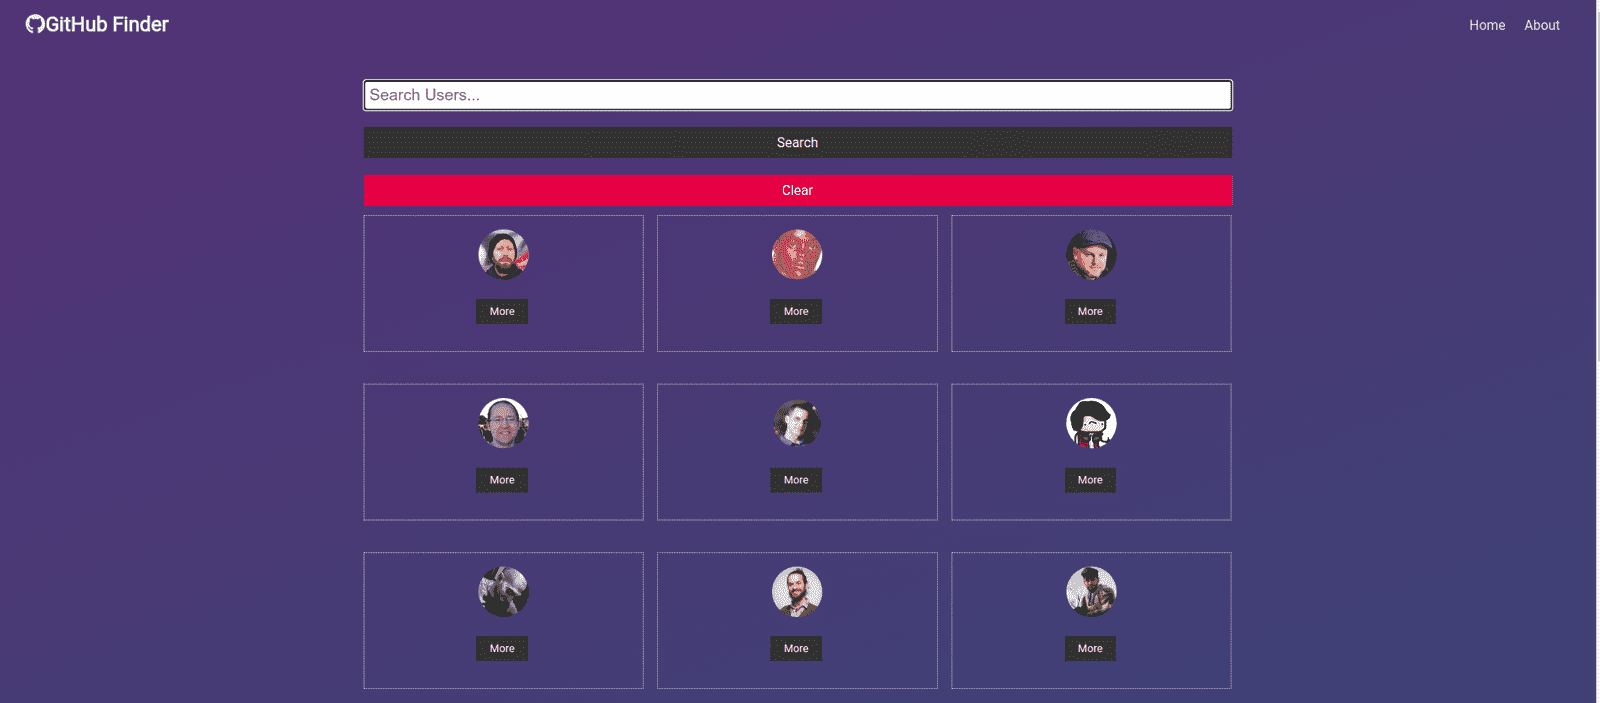 GitHub Finder
Home About
Search Users...
Search
Clear
More More More
More More More
More More More